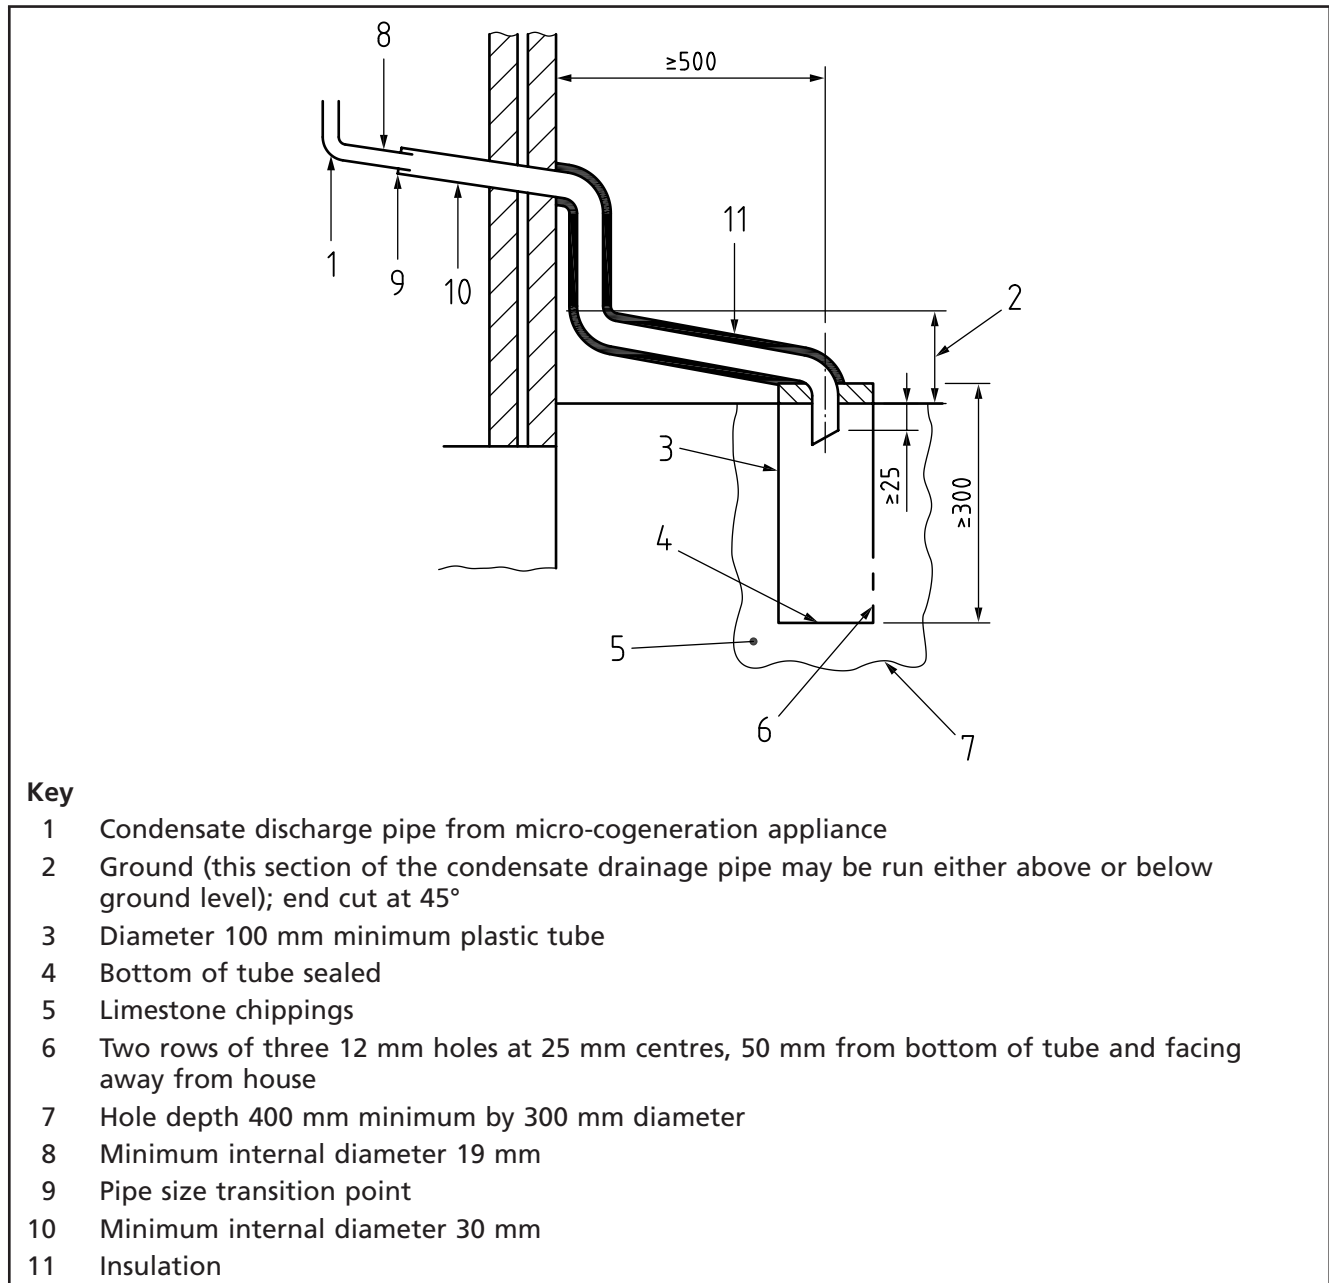 8
≥500
11
2
1
9
10
3
≥25
≥300
4
5
6
7
Key
1 Condensate discharge pipe from micro-cogeneration appliance
2 Ground (this section of the condensate drainage pipe may be run either above or below
ground level); end cut at 45°
3 Diameter 100 mm minimum plastic tube
4 Bottom of tube sealed
5 Limestone chippings
6 Two rows of three 12 mm holes at 25 mm centres, 50 mm from bottom of tube and facing
away from house
7 Hole depth 400 mm minimum by 300 mm diameter
8 Minimum internal diameter 19 mm
9 Pipe size transition point
10 Minimum internal diameter 30 mm
11 Insulation